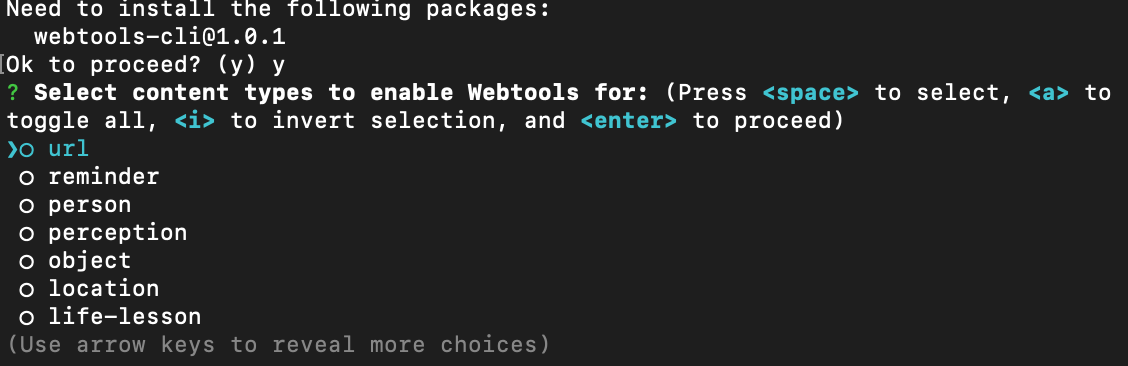 Need to install the following packages:
  webtools-cli@1.0.1
Ok to proceed? (y) y
? Select content types to enable Webtools for: (Press <space> to select, <a> to
toggle all, <i> to invert selection, and <enter> to proceed)
❯○ url
 ○ reminder
 ○ person
 ○ perception
 ○ object
 ○ location
 ○ life-lesson
(Use arrow keys to reveal more choices)